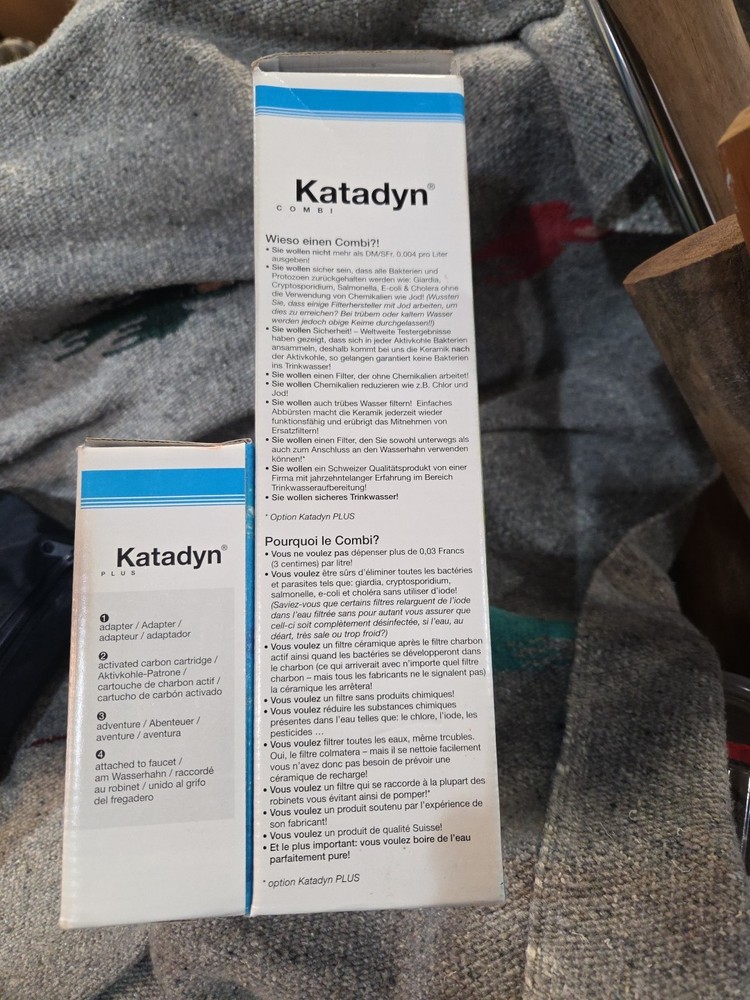 Katadyn®
COMBI
Wieso einen Combi?!
• Sie wollen nicht mehr als DM/SFr. 0.004 pro Liter
ausgeben!
• Sie wollen sicher sein, dass alle Bakterien und
Protozoen zurückgehalten werden wie: Giardia,
Cryptosporidium, Salmonella, E-coli & Cholera ohne
die Verwendung von Chemikalien wie Jod! (Wussten
Sie, dass einige Filterhersteller mit Jod arbeiten, um
dies zu erreichen? Bei trübem oder kaltem Wasser
werden jedoch obige Keime durchgelassen!!)
• Sie wollen Sicherheit! – Weltweite Testergebnisse
haben gezeigt, dass sich in jeder Aktivkohle Bakterien
ansammeln, deshalb kommt bei uns die Keramik nach
der Aktivkohle, so gelangen garantiert keine Bakterien
ins Trinkwasser!
• Sie wollen einen Filter, der ohne Chemikalien arbeitet!
• Sie wollen Chemikalien reduzieren wie z.B. Chlor und
Jod!
• Sie wollen auch trübes Wasser filtern! Einfaches
Abbürsten macht die Keramik jederzeit wieder
funktionsfähig und erübrigt das Mitnehmen von
Ersatzfiltern!
• Sie wollen einen Filter, den Sie sowohl unterwegs als
auch zum Anschluss an den Wasserhahn verwenden
können!*
• Sie wollen ein Schweizer Qualitätsprodukt von einer
Firma mit jahrzehntelanger Erfahrung im Bereich
Trinkwasseraufbereitung!
• Sie wollen sicheres Trinkwasser!
* Option Katadyn PLUS
Pourquoi le Combi?
• Vous ne voulez pas dépenser plus de 0,03 Francs
(3 centimes) par litre!
• Vous voulez être sûrs d'éliminer toutes les bactéries
et parasites tels que: giardia, cryptosporidium,
salmonelle, e-coli et choléra sans utiliser d'iode!
(Saviez-vous que certains filtres relarguent de l'iode
dans l'eau filtrée sans pour autant vous assurer que
celle-ci soit complètement désinfectée, si l'eau, au
déart, très sale ou trop froid?)
• Vous voulez un filtre céramique après le filtre charbon
actif ainsi quand les bactéries se développeront dans
le charbon (ce qui arriverait avec n'importe quel filtre
charbon – mais tous les fabricants ne le signalent pas)
la céramique les arrêtera!
• Vous voulez un filtre sans produits chimiques!
• Vous voulez réduire les substances chimiques
présentes dans l'eau telles que: le chlore, l'iode, les
pesticides ...
• Vous voulez filtrer toutes les eaux, même trcubles.
Oui, le filtre colmatera – mais il se nettoie facilement
vous n'avez donc pas besoin de prévoir une
céramique de recharge!
• Vous voulez un filtre qui se raccorde à la plupart des
robinets vous évitant ainsi de pomper!*
• Vous voulez un produit soutenu par l'expérience de
son fabricant!
• Vous voulez un produit de qualité Suisse!
• Et le plus important: vous voulez boire de l'eau
parfaitement pure!
* option Katadyn PLUS
Katadyn®
PLUS
1
adapter / Adapter /
adapteur / adaptador
2
activated carbon cartridge /
Aktivkohle-Patrone /
cartouche de charbon actif /
cartucho de carbón activado
3
adventure / Abenteuer /
aventure / aventura
4
attached to faucet /
am Wasserhahn / raccordé
au robinet / unido al grifo
del fregadero